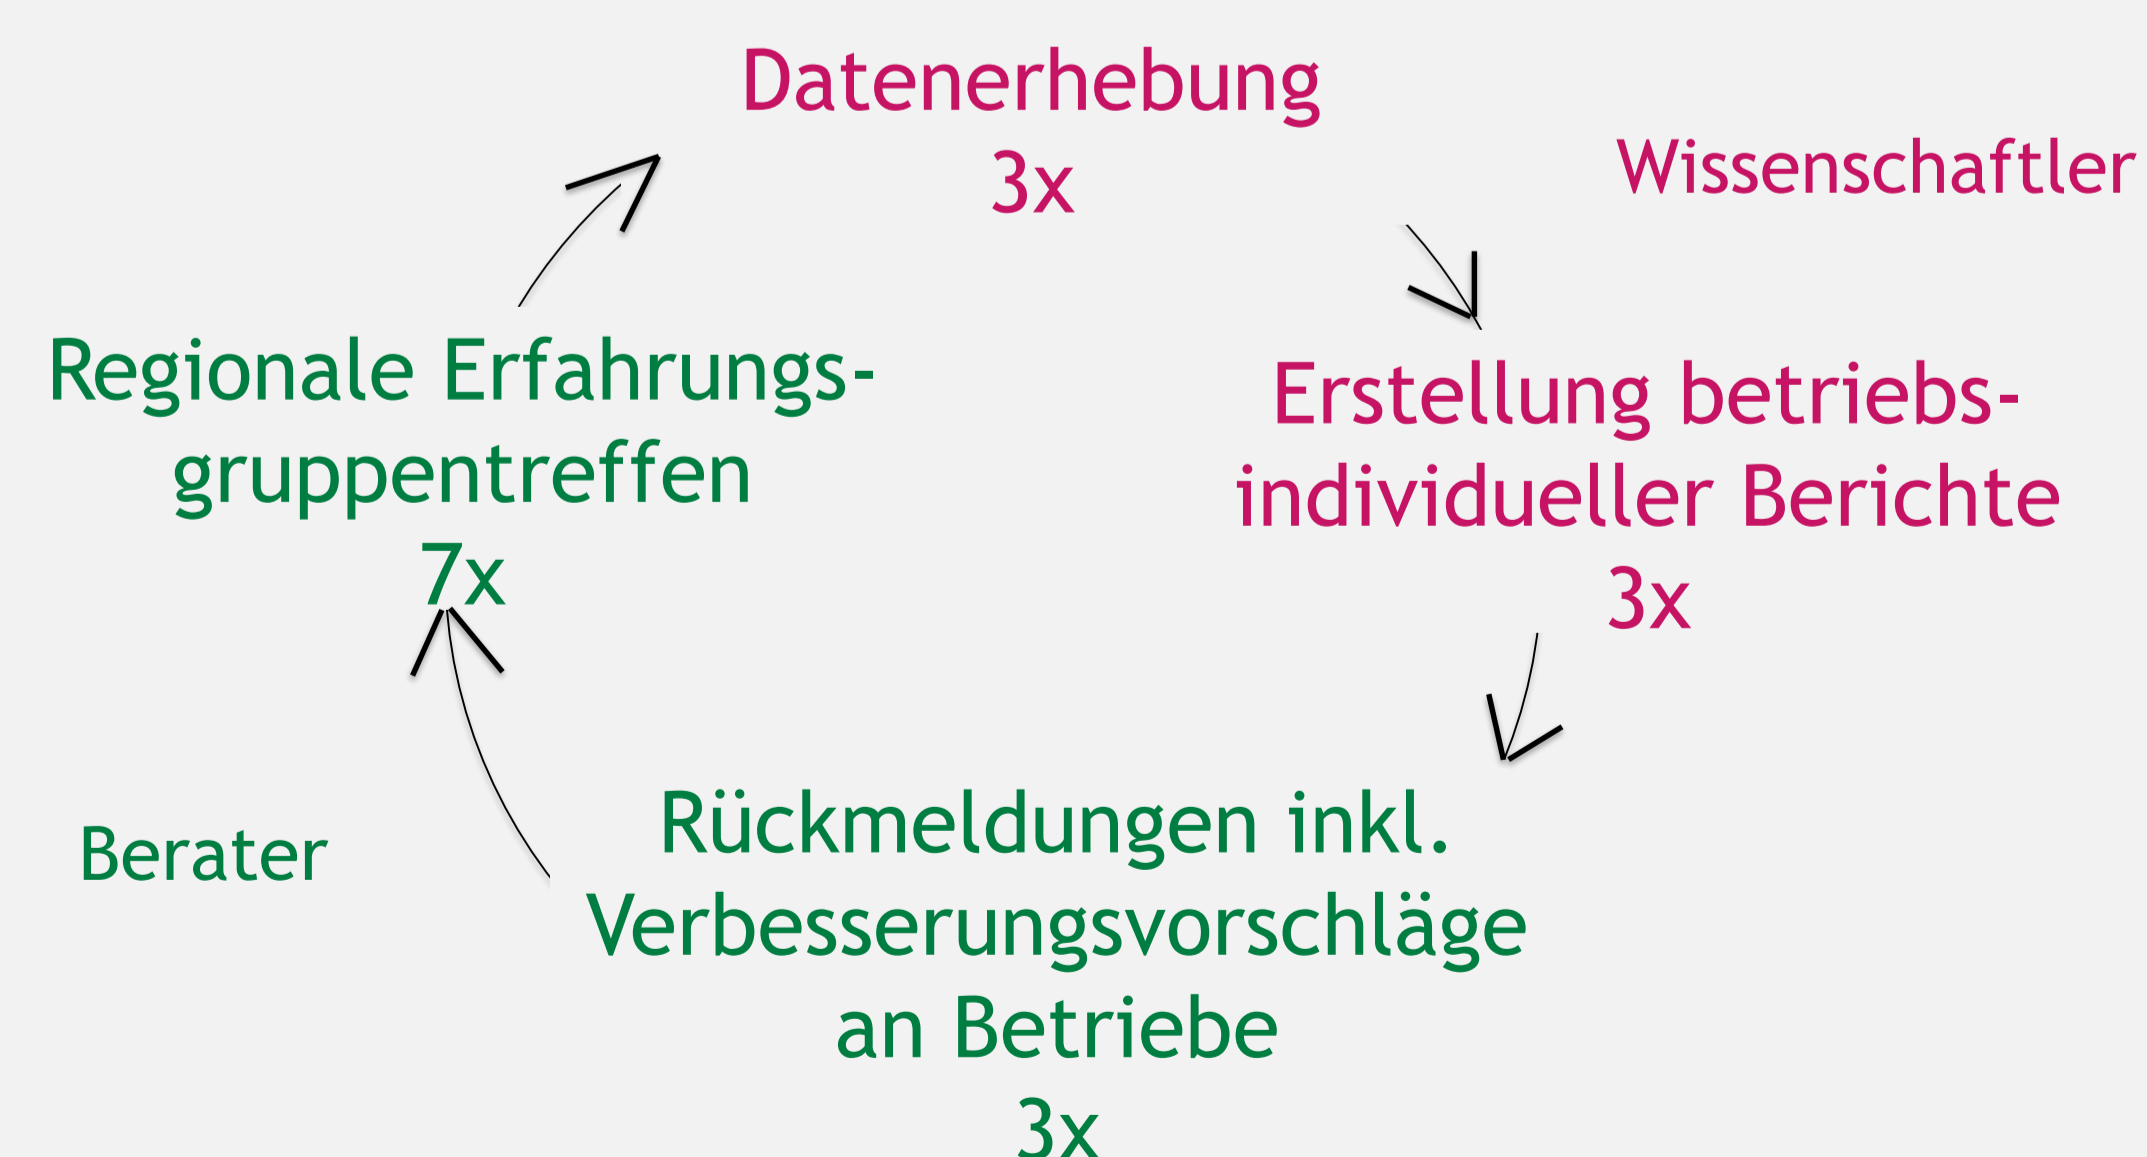 Datenerhebung
3x
Wissenschaftler
Regionale Erfahrungs-
gruppentreffen
7x
Erstellung betriebs-
individueller Berichte
3x
Berater
Rückmeldungen inkl.
Verbesserungsvorschläge
an Betriebe
3x